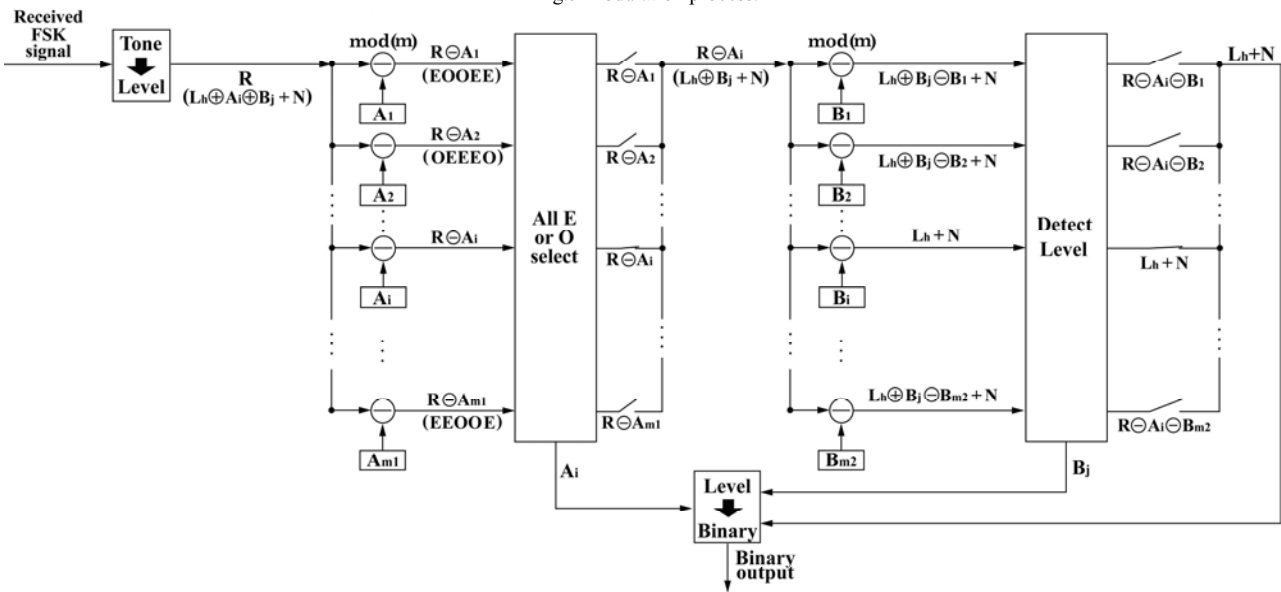 Received
FSK
signal
Tone
Level
R
(Lh⊕Ai⊕Bj + N)
mod(m)
R⊖A1
(EOOEE)
A1
R⊖A2
(OEEEO)
A2
R⊖Ai
Ai
R⊖Am1
(EEOOE)
Am1
All E
or O
select
R⊖A1
R⊖A2
R⊖Ai
R⊖Am1
R⊖Ai
(Lh⊕Bj + N)
mod(m)
Lh⊕Bj⊖B1 + N
B1
Lh⊕Bj⊖B2 + N
B2
Lh + N
Bi
Lh⊕Bj⊖Bm2 + N
Bm2
Detect
Level
R⊖Ai⊖B1
R⊖Ai⊖B2
Lh + N
R⊖Ai⊖Bm2
Lh+N
Ai
Bj
Level
Binary
Binary
output